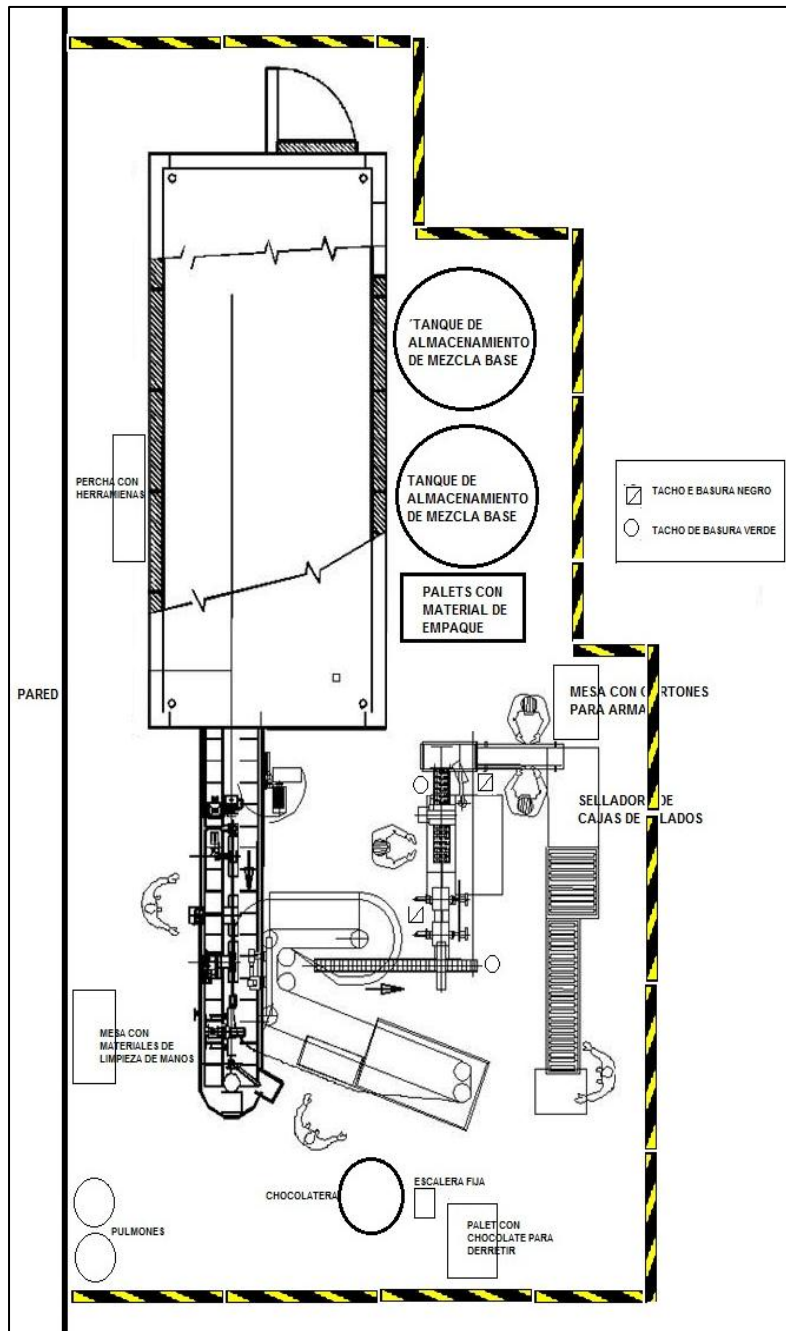 ´TANQUE DE
ALMACENAMIENTO
DE MEZCLA BASE
TANQUE DE
ALMACENAMIENTO
DE MEZCLA BASE
PERCHA CON
HERRAMIENAS
TACHO E BASURA NEGRO
TACHO DE BASURA VERDE
PALETS CON
MATERIAL DE
EMPAQUE
PARED
MESA CON
PARA
SELLADOR
CAJAS DE
MESA CON
MATERIALES DE
LIMPIEZA DE MANOS
CHOCOLATERA
ESCALERA FIJA
PULMONES
PALET CON
CHOCOLATE PARA
DERRETIR